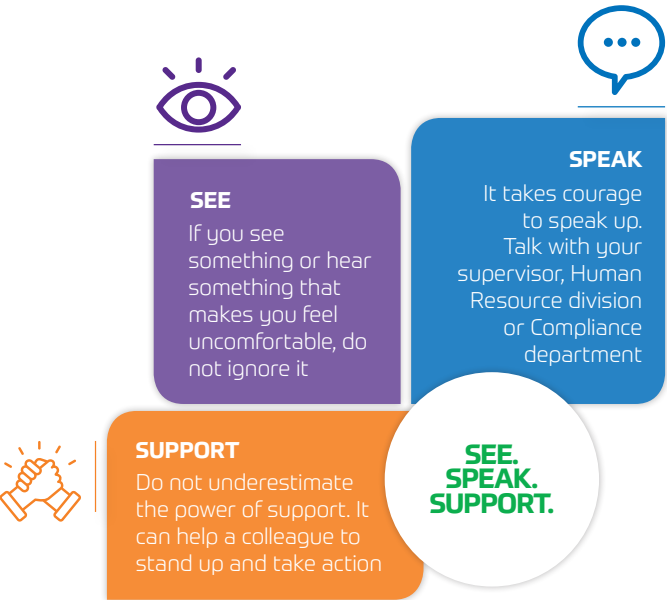 SEE
If you see
something or hear
something that
makes you feel
uncomfortable, do
not ignore it
SPEAK
It takes courage
to speak up.
Talk with your
supervisor, Human
Resource division
or Compliance
department
SUPPORT
Do not underestimate
the power of support. It
can help a colleague to
stand up and take action
SEE.
SPEAK.
SUPPORT.